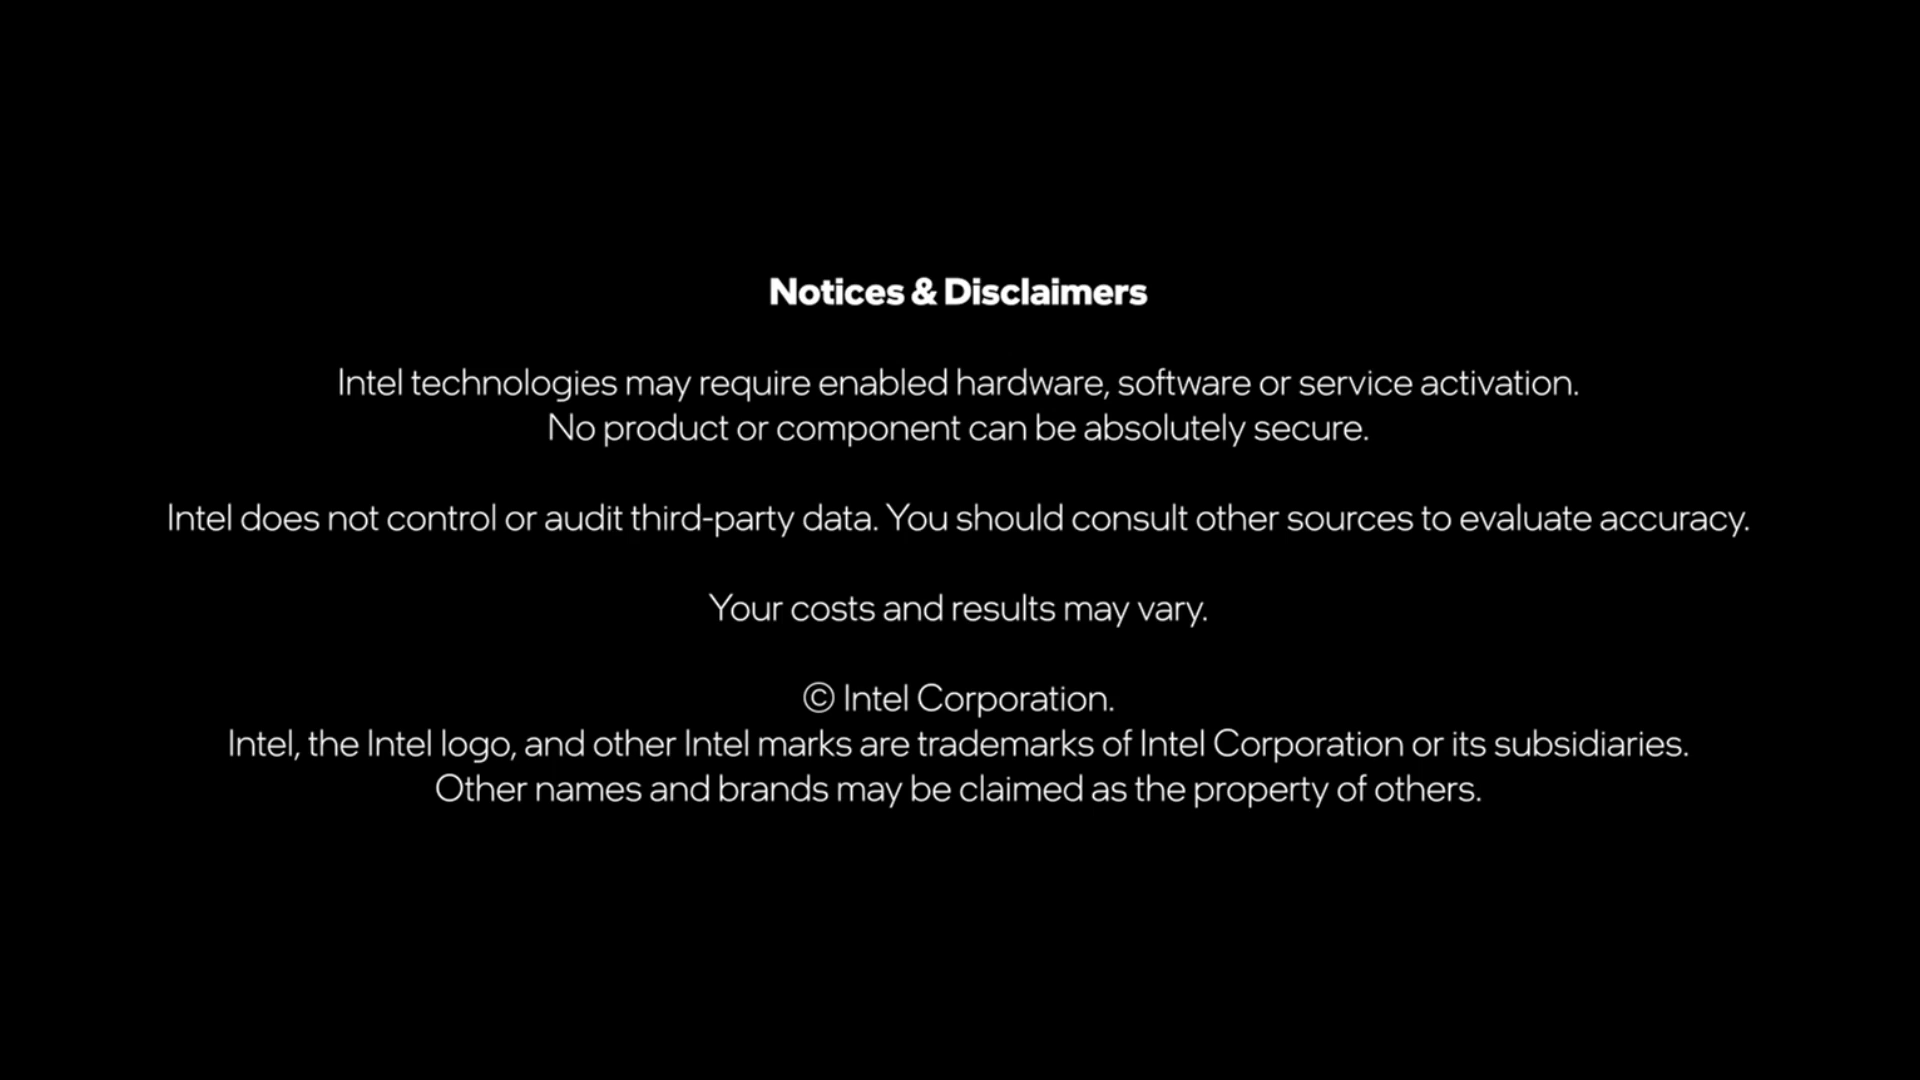 Notices & Disclaimers
Intel technologies may require enabled hardware, software or service activation.
No product or component can be absolutely secure.
Intel does not control or audit third-party data. You should consult other sources to evaluate accuracy.
Your costs and results may vary.
© Intel Corporation.
Intel, the Intel logo, and other Intel marks are trademarks of Intel Corporation or its subsidiaries.
Other names and brands may be claimed as the property of others.